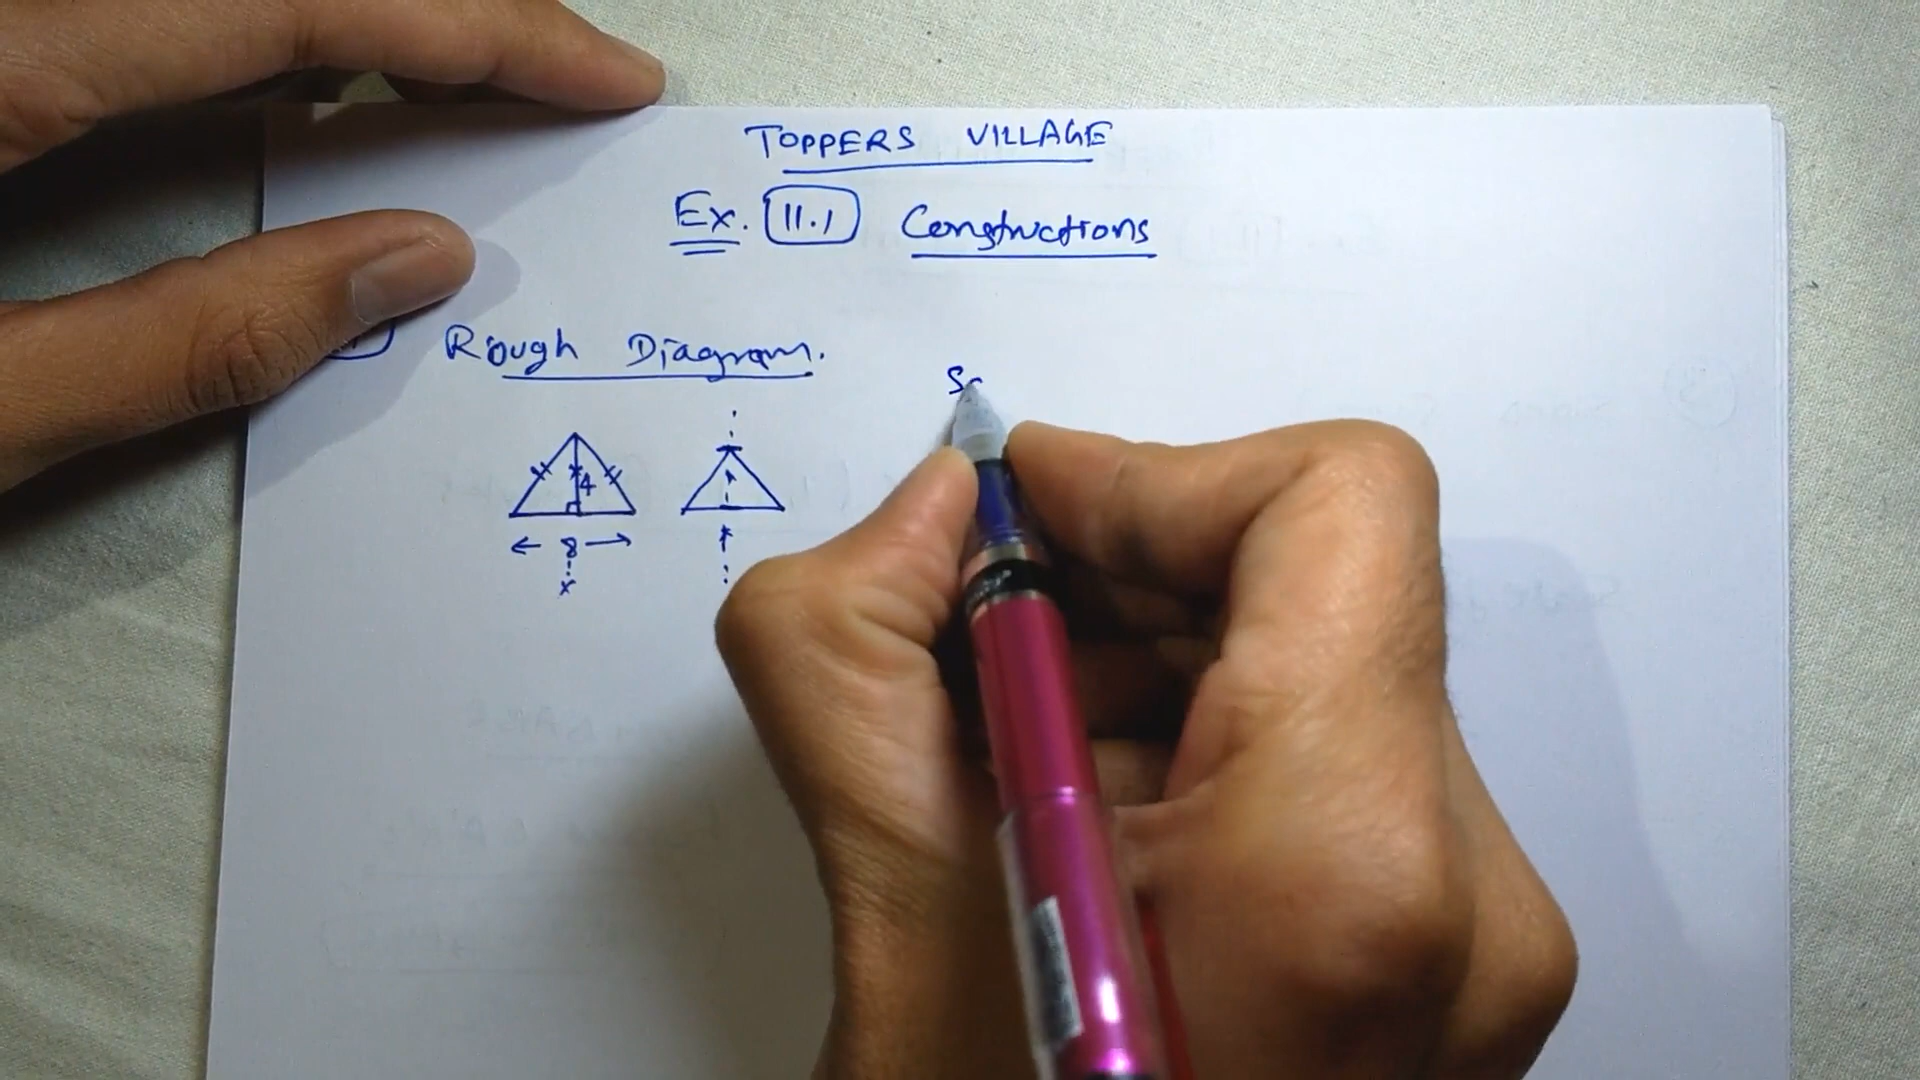 TOPPERS VILLAGE
Ex. 11.1 Constructions
Rough Diagram.
4
8